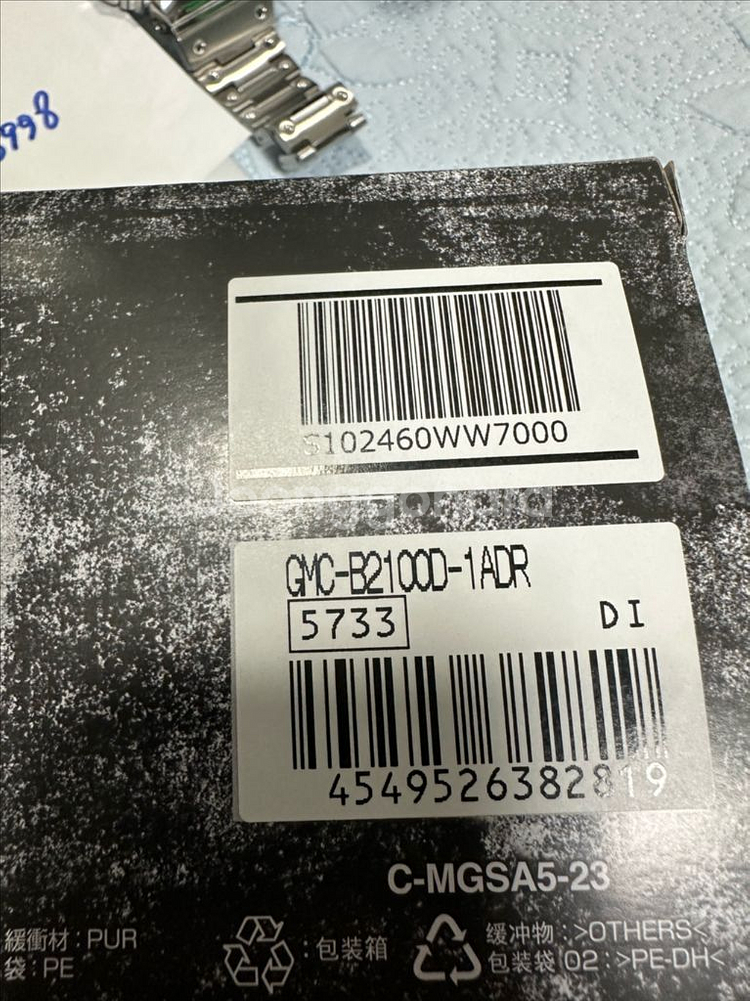 998
S102460WW7000
GMC-B2100D-1ADR
5733
DI
4549526382819
C-MGSA5-23
緩衝材 : PUR
袋 : PE
: 包装箱
缓冲物 : >OTHERS<
包装袋 02 : >PE-DH<